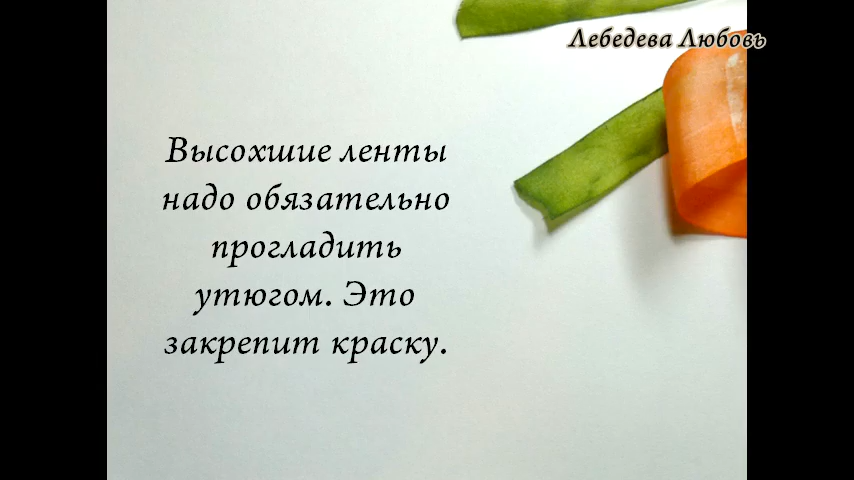 Лебедева Любовь
Высохшие ленты
надо обязательно
прогладить
утюгом. Это
закрепит краску.